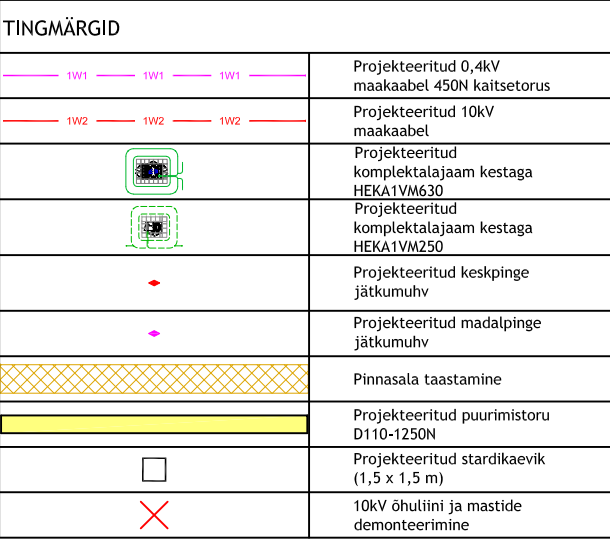 TINGMÄRGID
1W1 1W1 1W1
Projekteeritud 0,4kV
maakaabel 450N kaitsetorus
1W2 1W2 1W2
Projekteeritud 10kV
maakaabel
Projekteeritud
komplektalajaam kestaga
HEKA1VM630
Projekteeritud
komplektalajaam kestaga
HEKA1VM250
Projekteeritud keskpinge
jätkumuhv
Projekteeritud madalpinge
jätkumuhv
Pinnasala taastamine
Projekteeritud puurimistoru
D110-1250N
Projekteeritud stardikaevik
(1,5 x 1,5 m)
10kV õhuliini ja mastide
demonteerimine